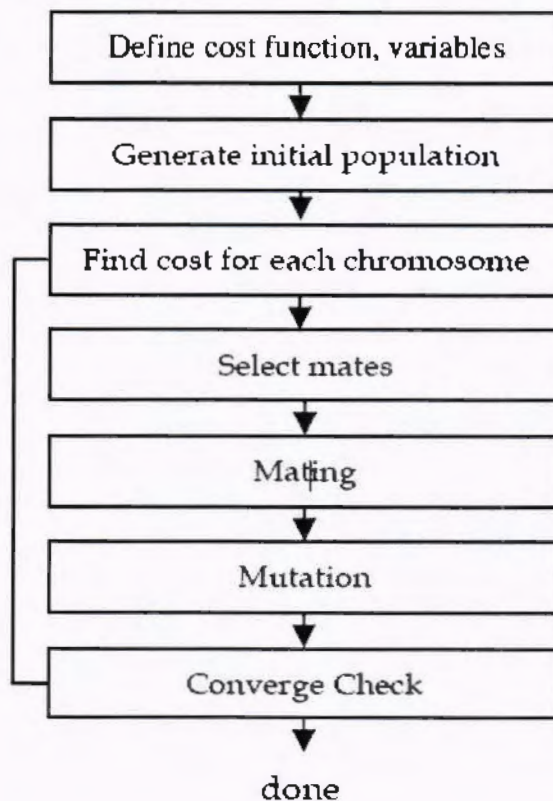 Define cost function, variables
Generate initial population
Find cost for each chromosome
Select mates
Mating
Mutation
Converge Check
done